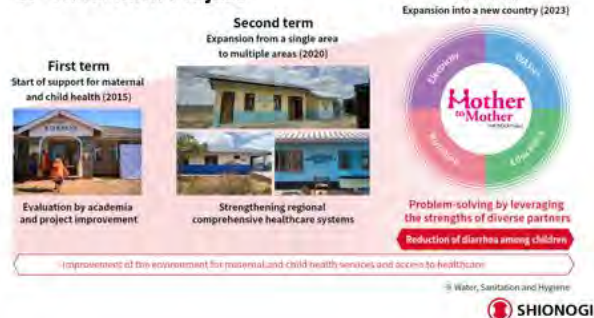 Expansion into a new country (2023)
Second term
Expansion from a single area
to multiple areas (2020)
First term
Start of support for maternal
and child health (2015)
Mother
to Mother
Evaluation by academia
and project improvement
Strengthening regional
comprehensive healthcare systems
Problem-solving by leveraging
the strengths of diverse partners
Reduction of diarrhea among children
Improvement of the environment for maternal and child health services and access to healthcare
Water, Sanitation and Hygiene
SHIONOGI